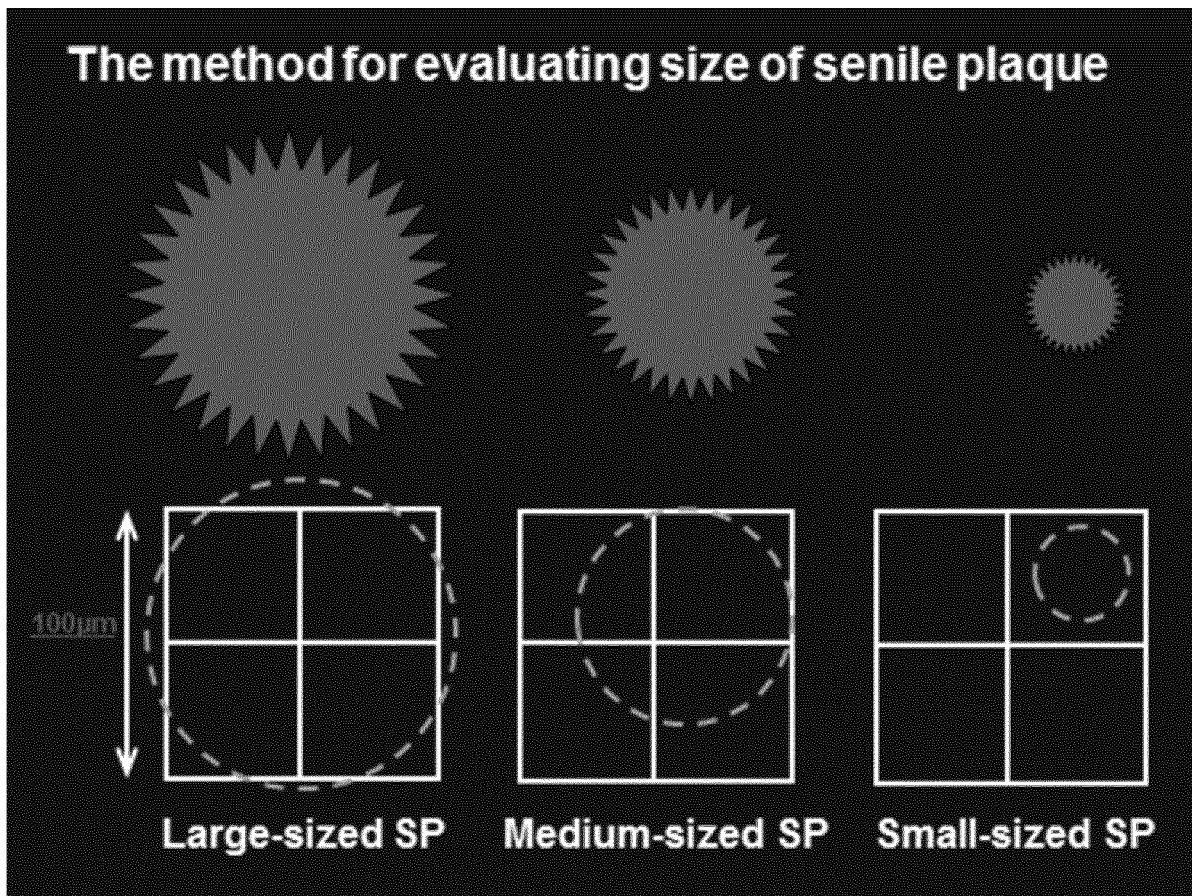 The method for evaluating size of senile plaque
100μm
Large-sized SP
Medium-sized SP
Small-sized SP